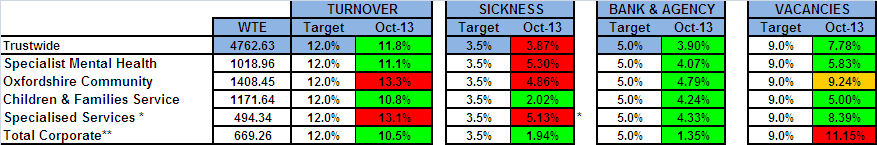 TURNOVER SICKNESS BANK & AGENCY VACANCIES
WTE Target Oct-13 Target Oct-13 Target Oct-13 Target Oct-13
Trustwide 4762.63 12.0% 11.8% 3.5% 3.87% 5.0% 3.90% 9.0% 7.78%
Specialist Mental Health 1018.96 12.0% 11.1% 3.5% 5.30% 5.0% 4.07% 9.0% 5.83%
Oxfordshire Community 1408.45 12.0% 13.3% 3.5% 4.86% 5.0% 4.79% 9.0% 9.24%
Children & Families Service 1171.64 12.0% 10.8% 3.5% 2.02% 5.0% 4.24% 9.0% 5.00%
Specialised Services * 494.34 12.0% 13.1% 3.5% 5.13% * 5.0% 4.33% 9.0% 8.39%
Total Corporate** 669.26 12.0% 10.5% 3.5% 1.94% 5.0% 1.35% 9.0% 11.15%